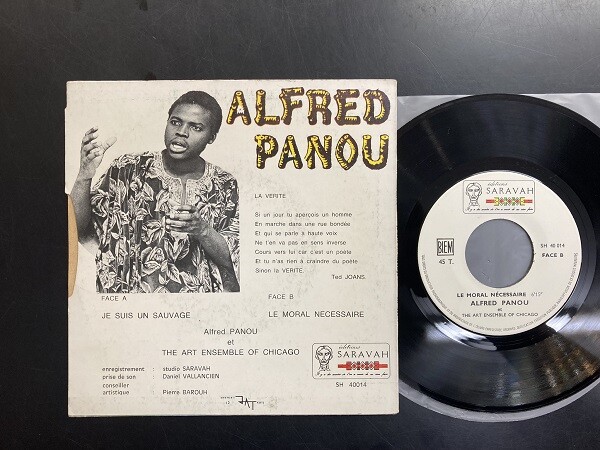 ALFRED
PANOU
LA VERITE
Si un jour tu aperçois un homme
En marche dans une rue bondée
Et qui se parle à haute voix
Ne t'en va pas en sens inverse
Cours vers lui car c'est un poète
Et tu n'as rien à craindre du poète
Sinon la VERITE.
Ted JOANS.
FACE A
JE SUIS UN SAUVAGE
FACE B
LE MORAL NECESSAIRE
Alfred PANOU
et
THE ART ENSEMBLE OF CHICAGO
enregistrement : studio SARAVAH
prise de son Daniel VALLANCIEN
conseiller
artistique Pierre BAROUH
éditions
SARAVAH
SH 40014
éditions
SARAVAH
BIEM
45 T.
SH 40 014
FACE B
LE MORAL NÉCESSAIRE
ALFRED PANOU
et
THE ART ENSEMBLE OF CHICAGO